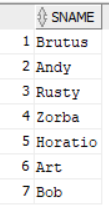 SNAME
1 Brutus
2 Andy
3 Rusty
4 Zorba
5 Horatio
6 Art
7 Bob